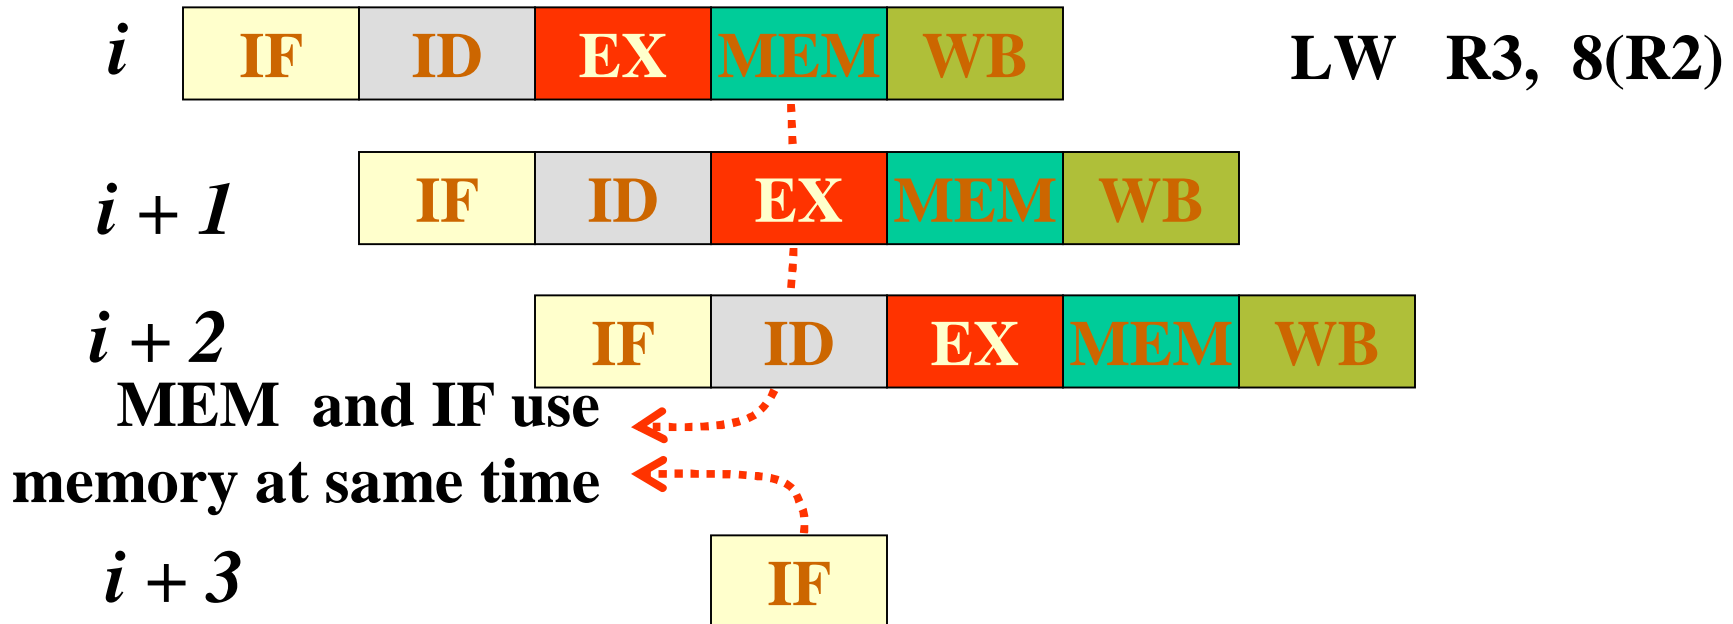 i IF ID EX MEM WB LW R3, 8(R2)
i + 1 IF ID EX MEM WB
i + 2 IF ID EX MEM WB
MEM and IF use
memory at same time
i + 3 IF